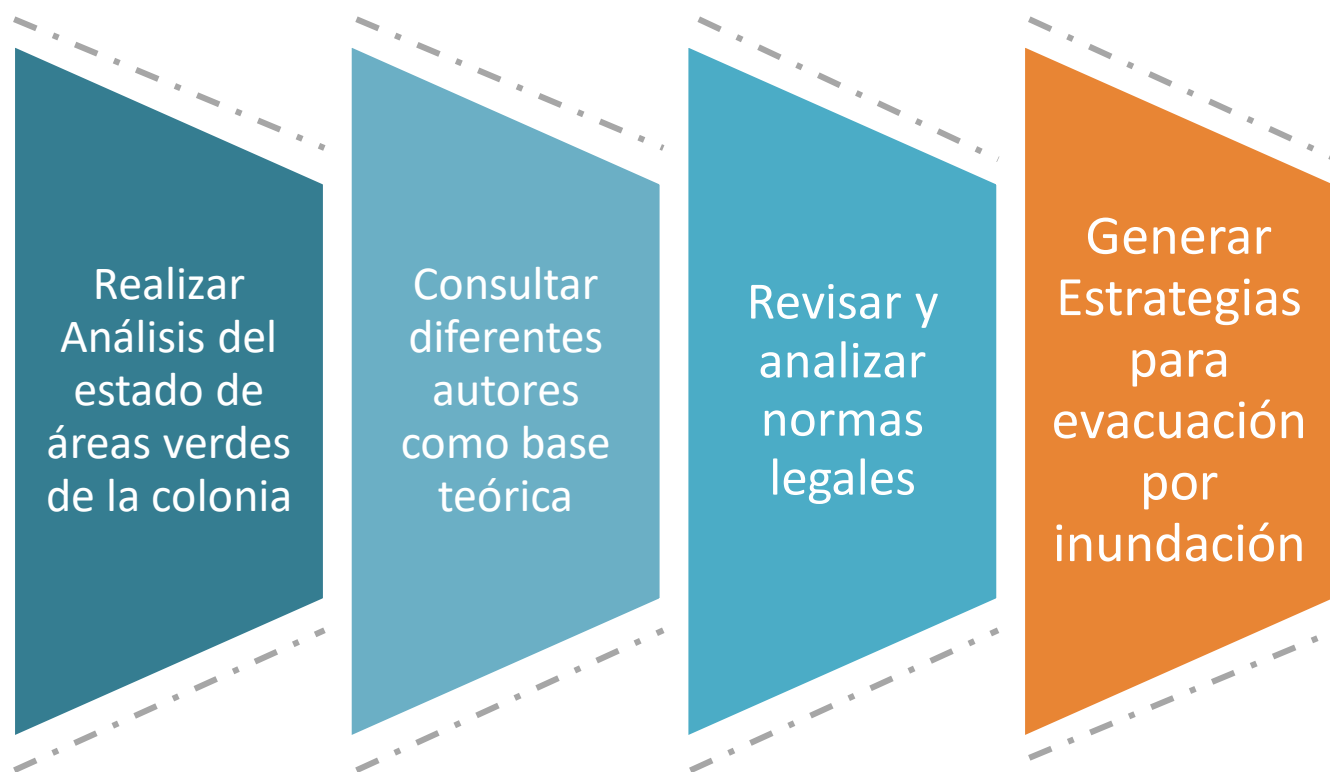 Realizar
Análisis del
estado de
áreas verdes
de la colonia
Consultar
diferentes
autores
como base
teórica
Revisar y
analizar
normas
legales
Generar
Estrategias
para
evacuación
por
inundación